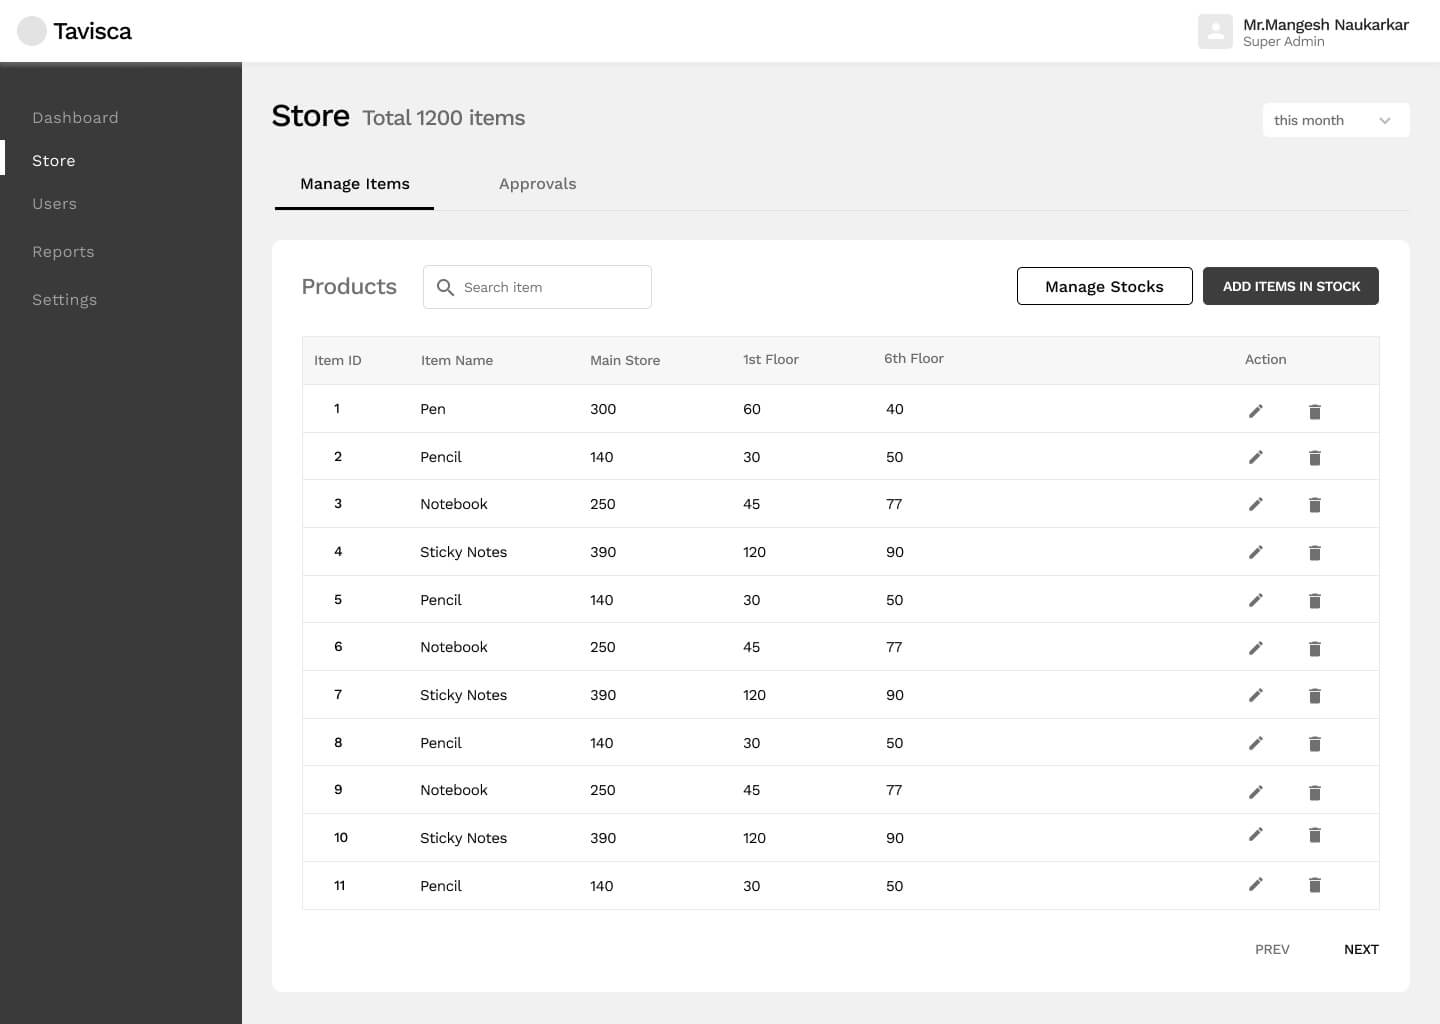 Tavisca
Mr.Mangesh Naukarkar
Super Admin
Dashboard
Store
Users
Reports
Settings
Store Total 1200 items
this month
Manage Items Approvals
Products Search item Manage Stocks ADD ITEMS IN STOCK
Item ID Item Name Main Store 1st Floor 6th Floor Action
1 Pen 300 60 40
2 Pencil 140 30 50
3 Notebook 250 45 77
4 Sticky Notes 390 120 90
5 Pencil 140 30 50
6 Notebook 250 45 77
7 Sticky Notes 390 120 90
8 Pencil 140 30 50
9 Notebook 250 45 77
10 Sticky Notes 390 120 90
11 Pencil 140 30 50
PREV NEXT